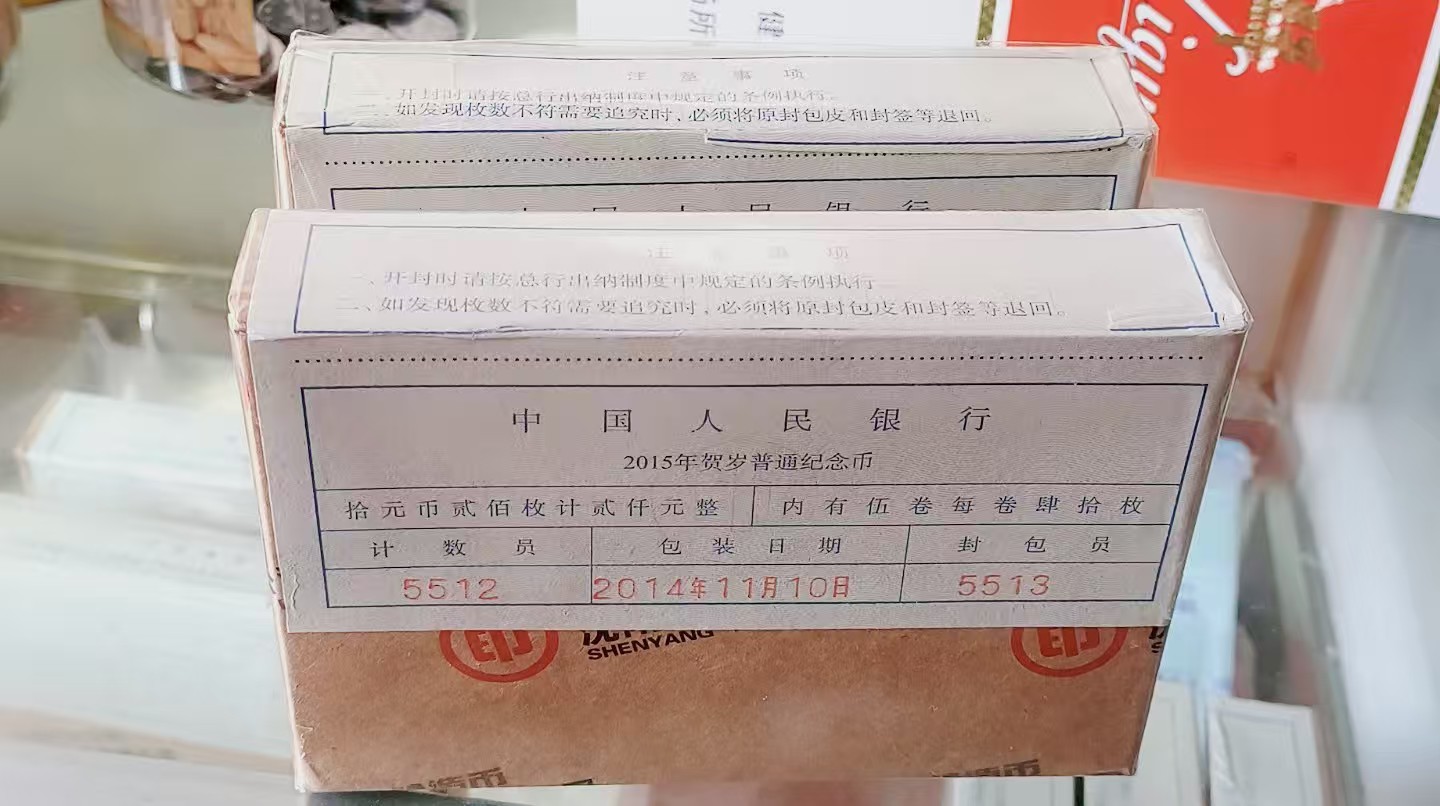 注意事项
一、开封时请按总行出纳制度中规定的条例执行。
二、如发现枚数不符需要追究时，必须将原封包皮和封签等退回。
注意事项
一、开封时请按总行出纳制度中规定的条例执行
二、如发现枚数不符需要追究时，必须将原封包皮和封签等退回。
中国人民银行
2015年贺岁普通纪念币
拾元币贰佰枚计贰仟元整 内有伍卷每卷肆拾枚
计数员 包装日期 封包员
5512 2014年11月10日 5513
印 SHENYANG 印
造币